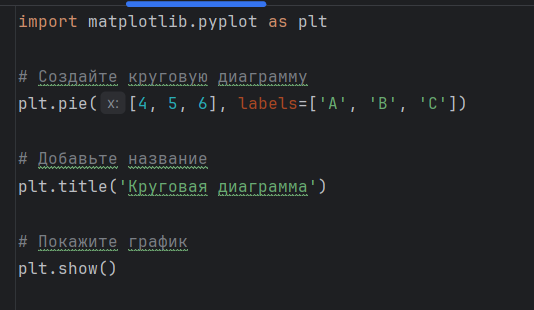 import matplotlib.pyplot as plt
# Создайте круговую диаграмму
plt.pie(x: [4, 5, 6], labels=['A', 'B', 'C'])
# Добавьте название
plt.title('Круговая диаграмма')
# Покажите график
plt.show()